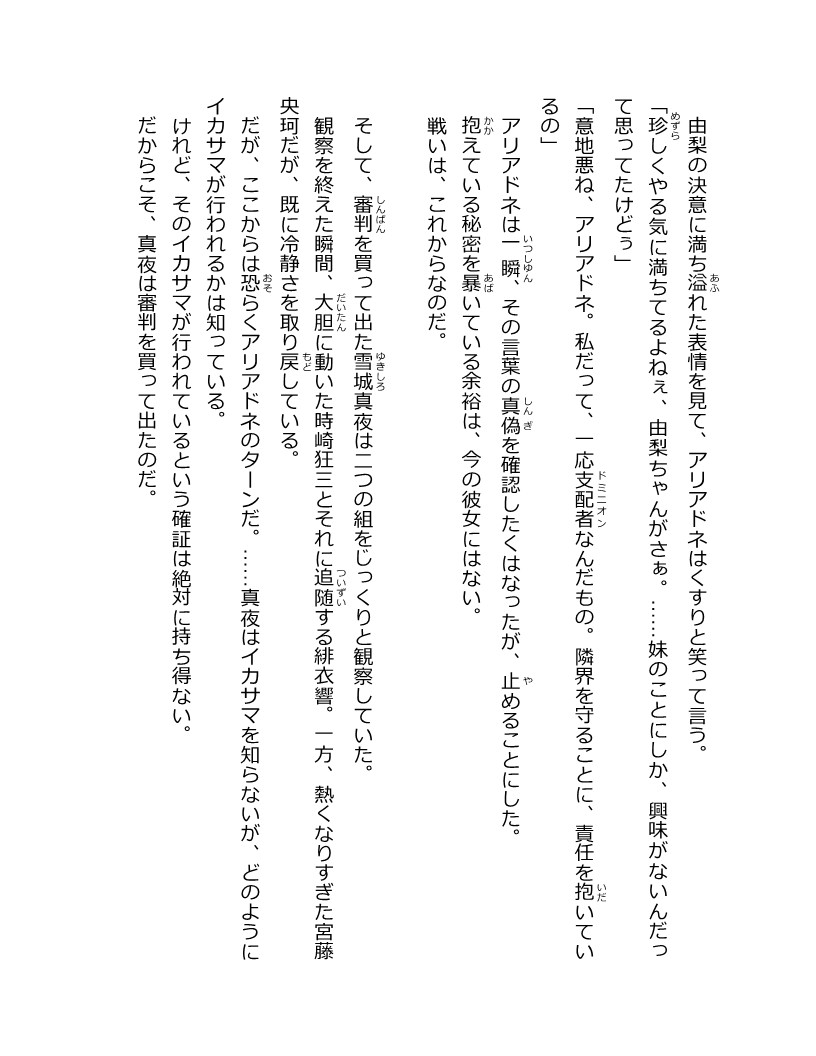 由梨の決意に満ち溢れた表情を見て、アリアドネはくすりと笑って言う。
「珍しくやる気に満ちてるよねぇ、由梨ちゃんがさぁ。……妹のことにしか、興味がないんだっ
て思ってたけどぅ」
「意地悪ね、アリアドネ。私だって、一応支配者なんだもの。隣界を守ることに、責任を抱いてい
るの」
アリアドネは一瞬、その言葉の真偽を確認したくはなったが、止めることにした。
抱えている秘密を暴いている余裕は、今の彼女にはない。
戦いは、これからなのだ。
そして、審判を買って出た雪城真夜は二つの組をじっくりと観察していた。
観察を終えた瞬間、大胆に動いた時崎狂三とそれに追随する緋衣響。一方、熱くなりすぎた宮藤
央珂だが、既に冷静さを取り戻している。
だが、ここからは恐らくアリアドネのターンだ。……真夜はイカサマを知らないが、どのように
イカサマが行われるかは知っている。
けれど、そのイカサマが行われているという確証は絶対に持ち得ない。
だからこそ、真夜は審判を買って出たのだ。